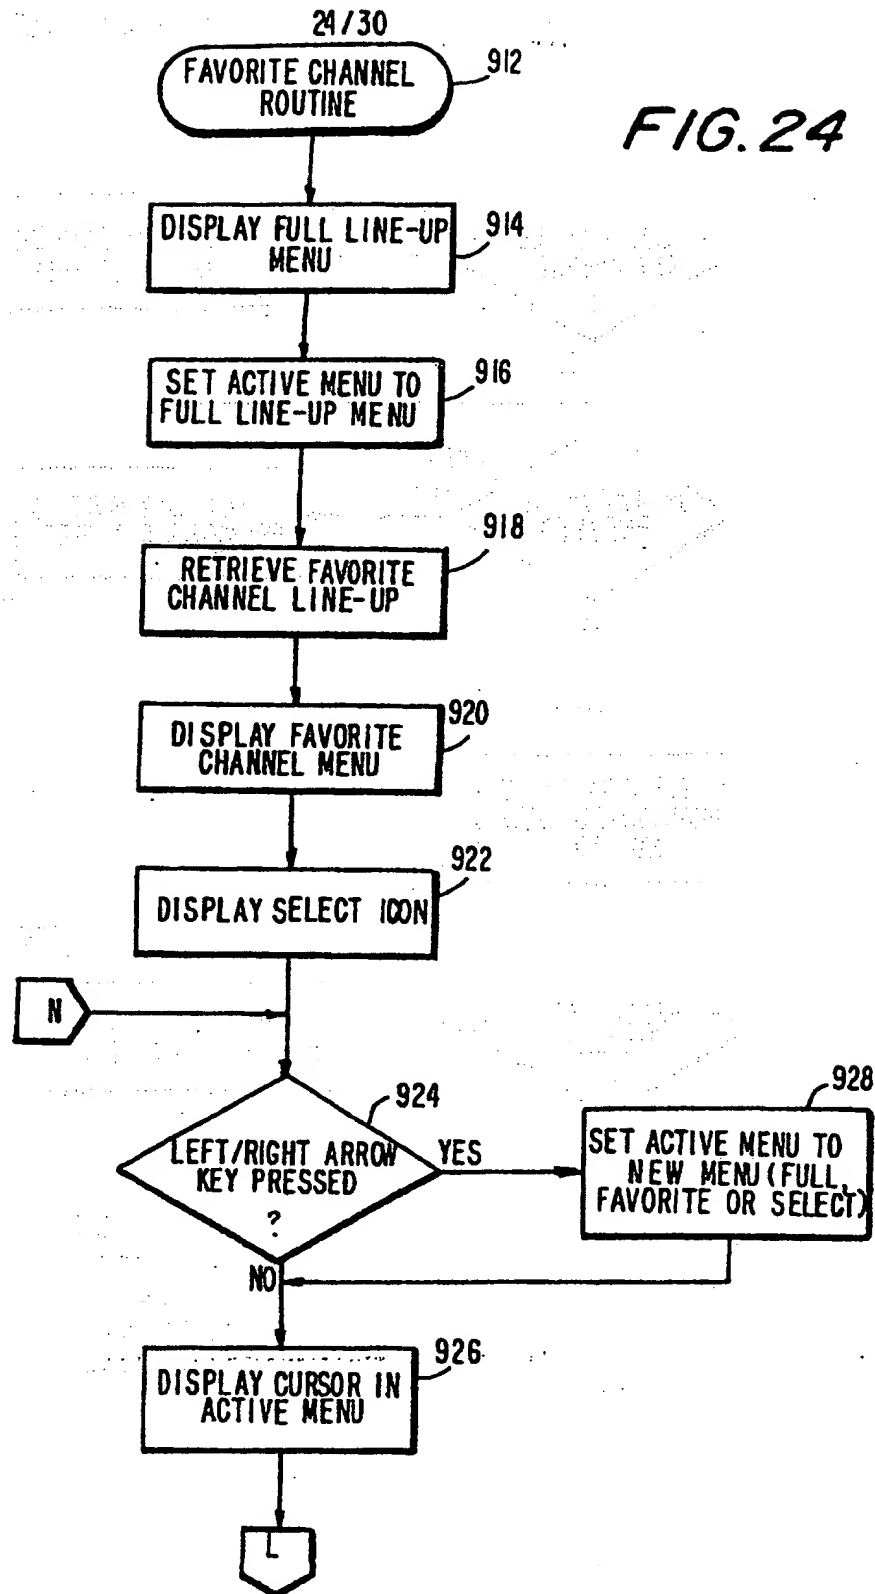 24/30
FAVORITE CHANNEL
ROUTINE
912
FIG. 24
DISPLAY FULL LINE-UP
MENU
914
SET ACTIVE MENU TO
FULL LINE-UP MENU
916
RETRIEVE FAVORITE
CHANNEL LINE-UP
918
DISPLAY FAVORITE
CHANNEL MENU
920
DISPLAY SELECT ICON
922
N
LEFT/RIGHT ARROW
KEY PRESSED
?
924
YES
SET ACTIVE MENU TO
NEW MENU (FULL,
FAVORITE OR SELECT)
928
NO
DISPLAY CURSOR IN
ACTIVE MENU
926
L